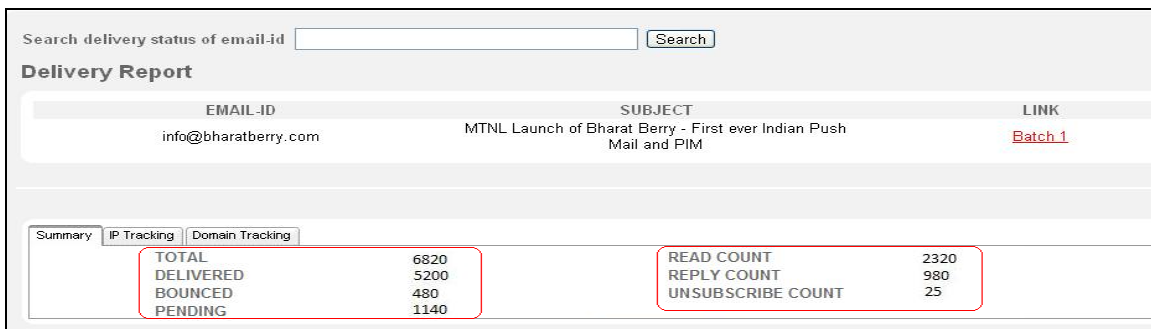 Search delivery status of email-id Search
Delivery Report
EMAIL-ID SUBJECT LINK
info@bharatberry.com MTNL Launch of Bharat Berry - First ever Indian Push Mail and PIM Batch 1
Summary IP Tracking Domain Tracking
TOTAL 6820 READ COUNT 2320
DELIVERED 5200 REPLY COUNT 980
BOUNCED 480 UNSUBSCRIBE COUNT 25
PENDING 1140